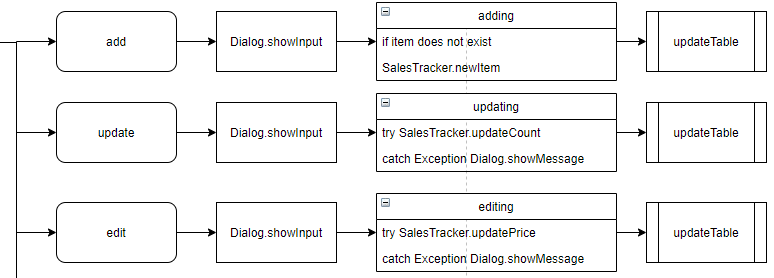 adding
add
Dialog.showInput
if item does not exist
updateTable
SalesTracker.newItem
updating
update
Dialog.showInput
try SalesTracker.updateCount
updateTable
catch Exception Dialog.showMessage
editing
edit
Dialog.showInput
try SalesTracker.updatePrice
updateTable
catch Exception Dialog.showMessage